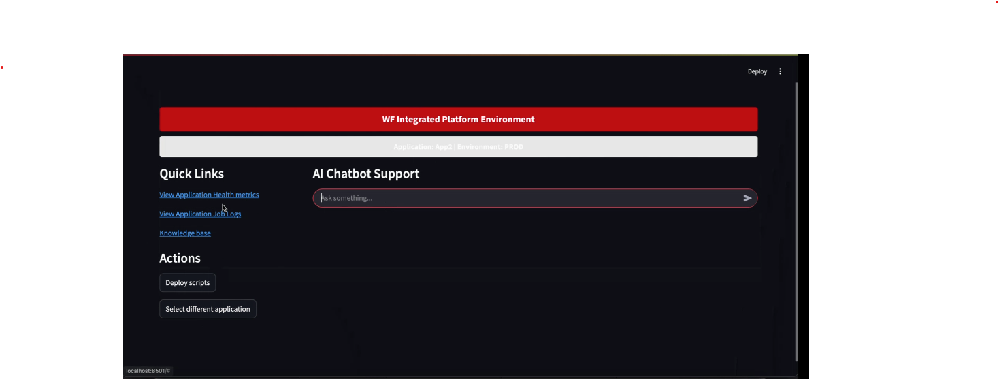 Deploy
WF Integrated Platform Environment
Application: App2 | Environment: PROD
Quick Links
AI Chatbot Support
View Application Health metrics
Ask something...
View Application Job Logs
Knowledge base
Actions
Deploy scripts
Select different application
localhost:8501/#